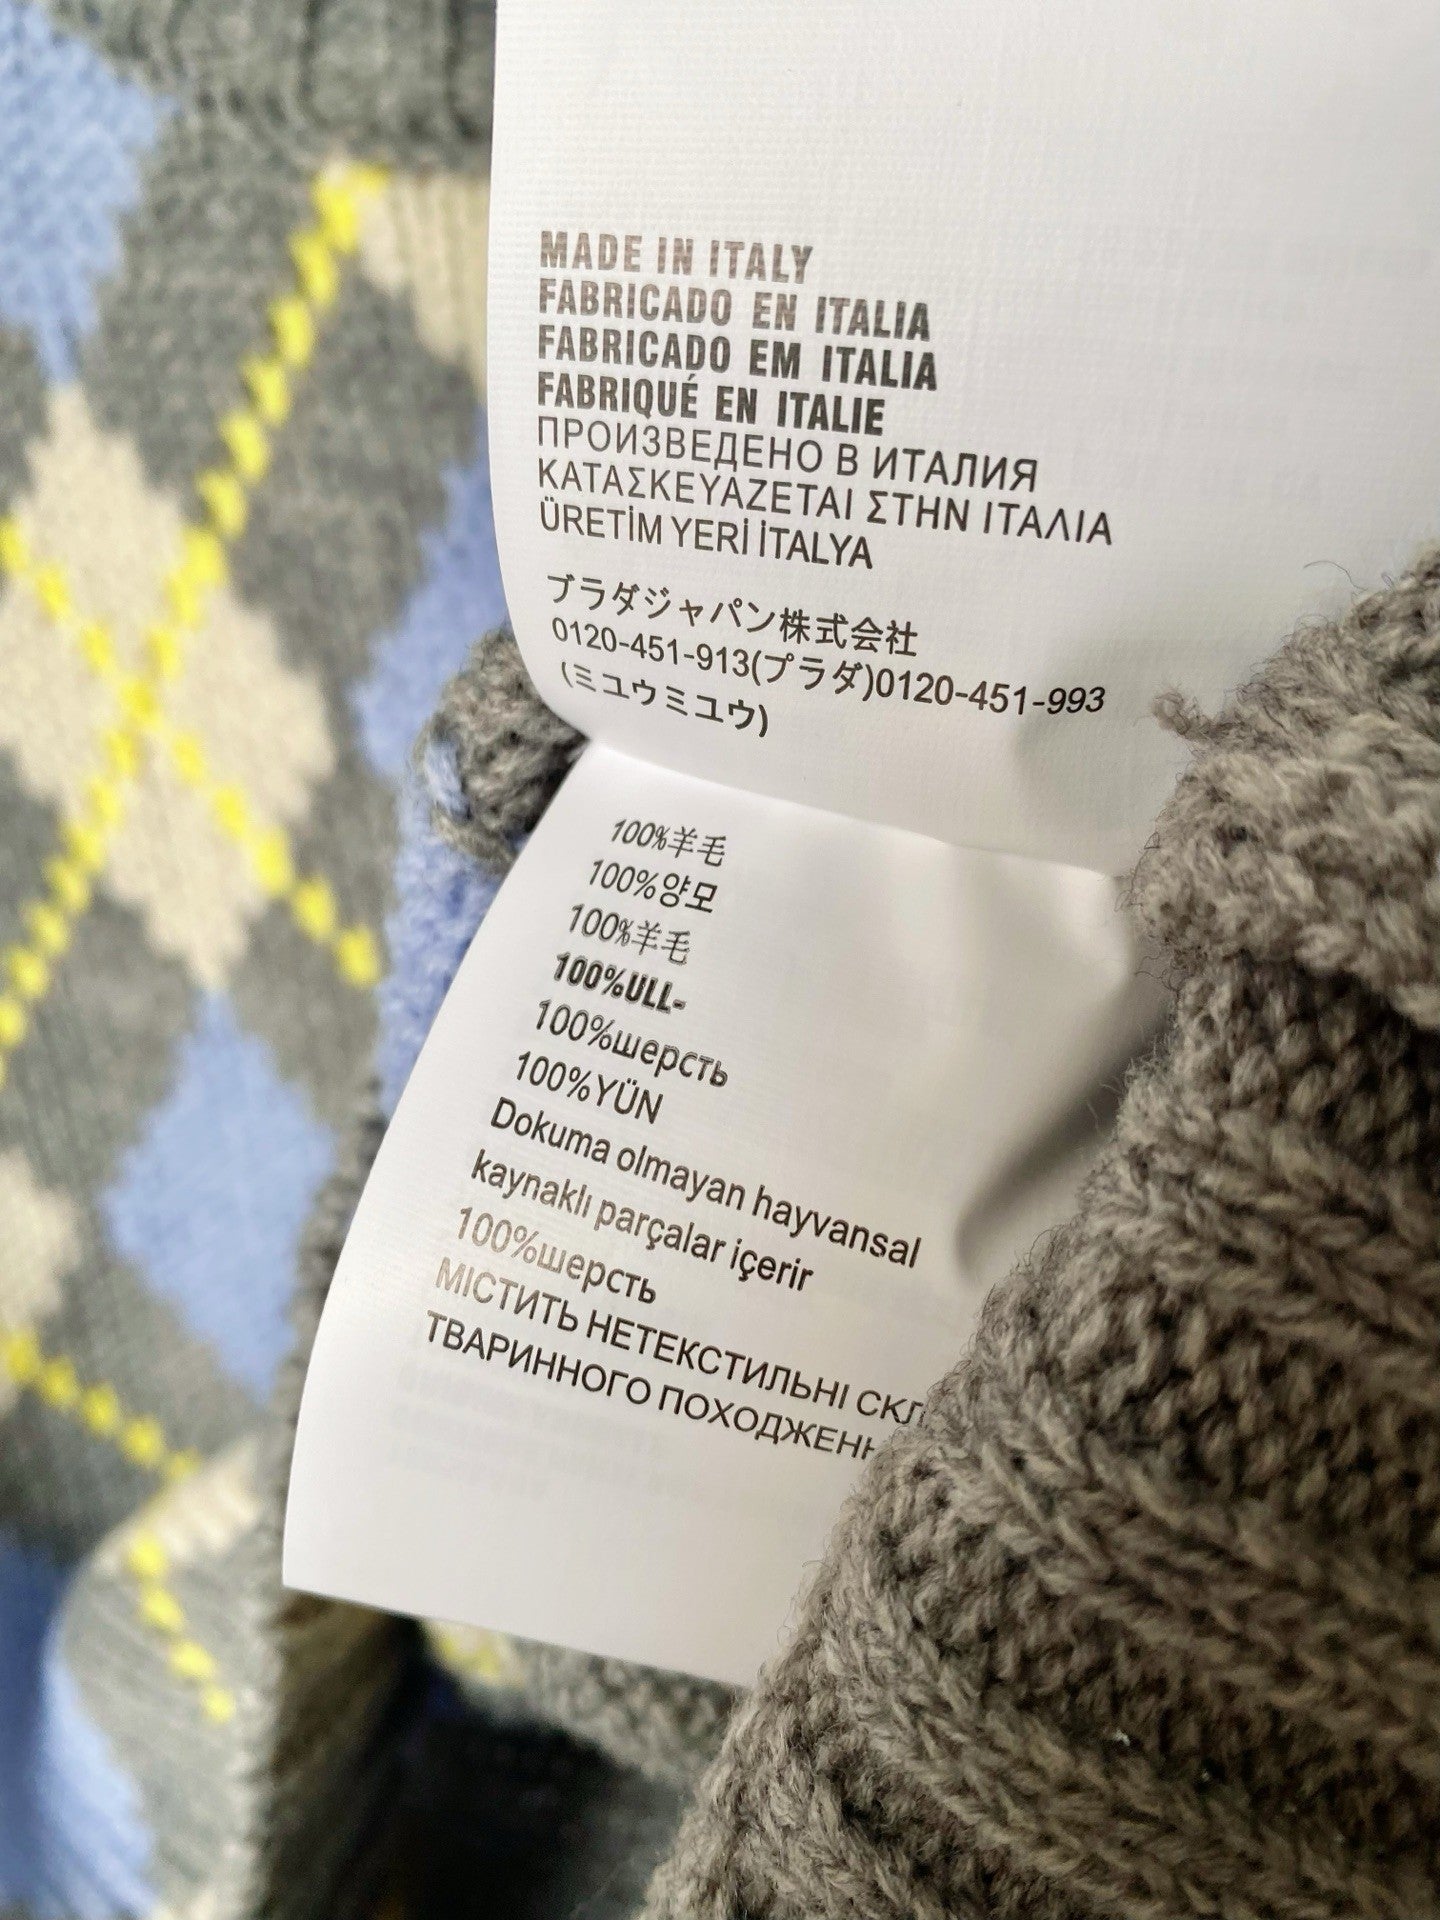 MADE IN ITALY
FABRICADO EN ITALIA
FABRICADO EM ITALIA
FABRIQUÉ EN ITALIE
ПРОИЗВЕДЕНО В ИТАЛИЯ
ΚΑΤΑΣΚΕΥΑΖΕΤΑΙ ΣΤΗΝ ΙΤΑΛΙΑ
ÜRETİM YERİ İTALYA
プラダジャパン株式会社
0120-451-913(プラダ)0120-451-993
(ミュウミュウ)
100%羊毛
100%양모
100%羊毛
100%ULL-
100%шерсть
100%YÜN
Dokuma olmayan hayvansal
kaynaklı parçalar içerir
100%шерсть
МІСТИТЬ НЕТЕКСТИЛЬНІ
ТВАРИННОГО